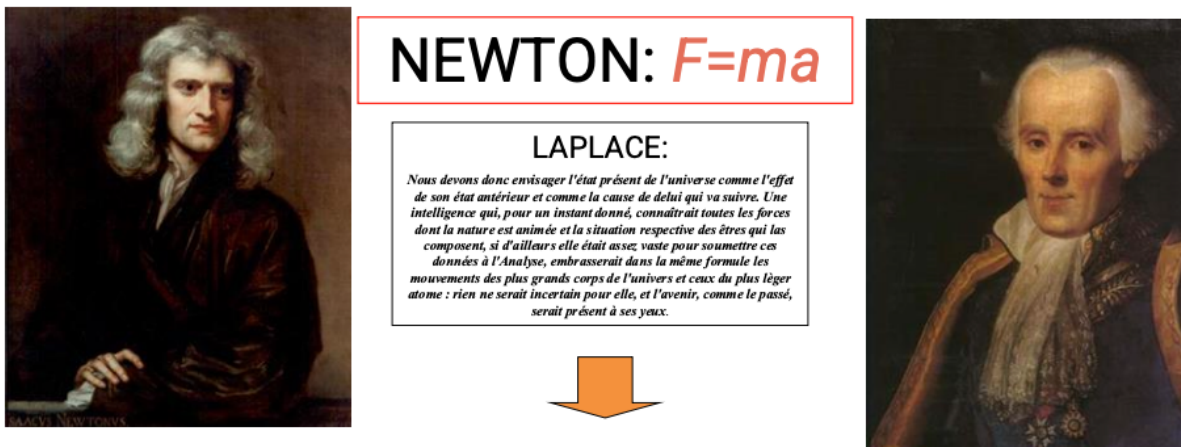 NEWTON: F=ma
LAPLACE:
Nous devons donc envisager l'état présent de l'universe comme l'effet
de son état antérieur et comme la cause de delui qui va suivre. Une
intelligence qui, pour un instant donné, connaîtrait toutes les forces
dont la nature est animée et la situation respective des êtres qui las
composent, si d'ailleurs elle était assez vaste pour soumettre ces
données à l'Analyse, embrasserait dans la même formule les
mouvements des plus grands corps de l'univers et ceux du plus lèger
atome : rien ne serait incertain pour elle, et l'avenir, comme le passé,
serait présent à ses yeux.
ISAACVS NEWTONVS